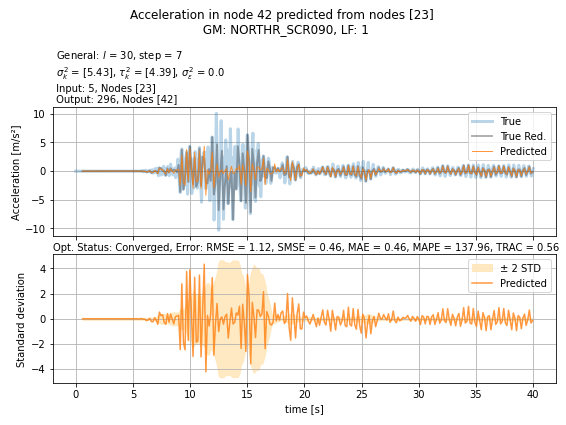 Acceleration in node 42 predicted from nodes [23]
GM: NORTHR_SCR090, LF: 1
General: l = 30, step = 7
σ²ₖ = [5.43], τ²ₖ = [4.39], σ²ε = 0.0
Input: 5, Nodes [23]
Output: 296, Nodes [42]
10
5
0
−5
−10
Acceleration [m/s²]
True
True Red.
Predicted
Opt. Status: Converged, Error: RMSE = 1.12, SMSE = 0.46, MAE = 0.46, MAPE = 137.96, TRAC = 0.56
4
2
0
−2
−4
Standard deviation
± 2 STD
Predicted
0 5 10 15 20 25 30 35 40
time [s]